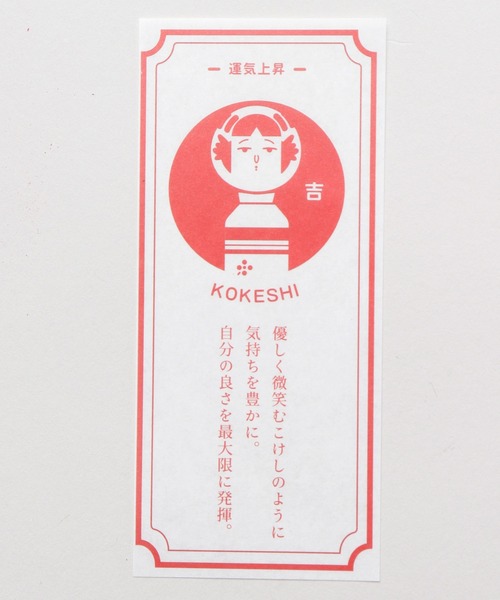 ー 運気上昇 ー
吉
KOKESHI
優しく微笑むこけしのように
気持ちを豊かに。
自分の良さを最大限に発揮。